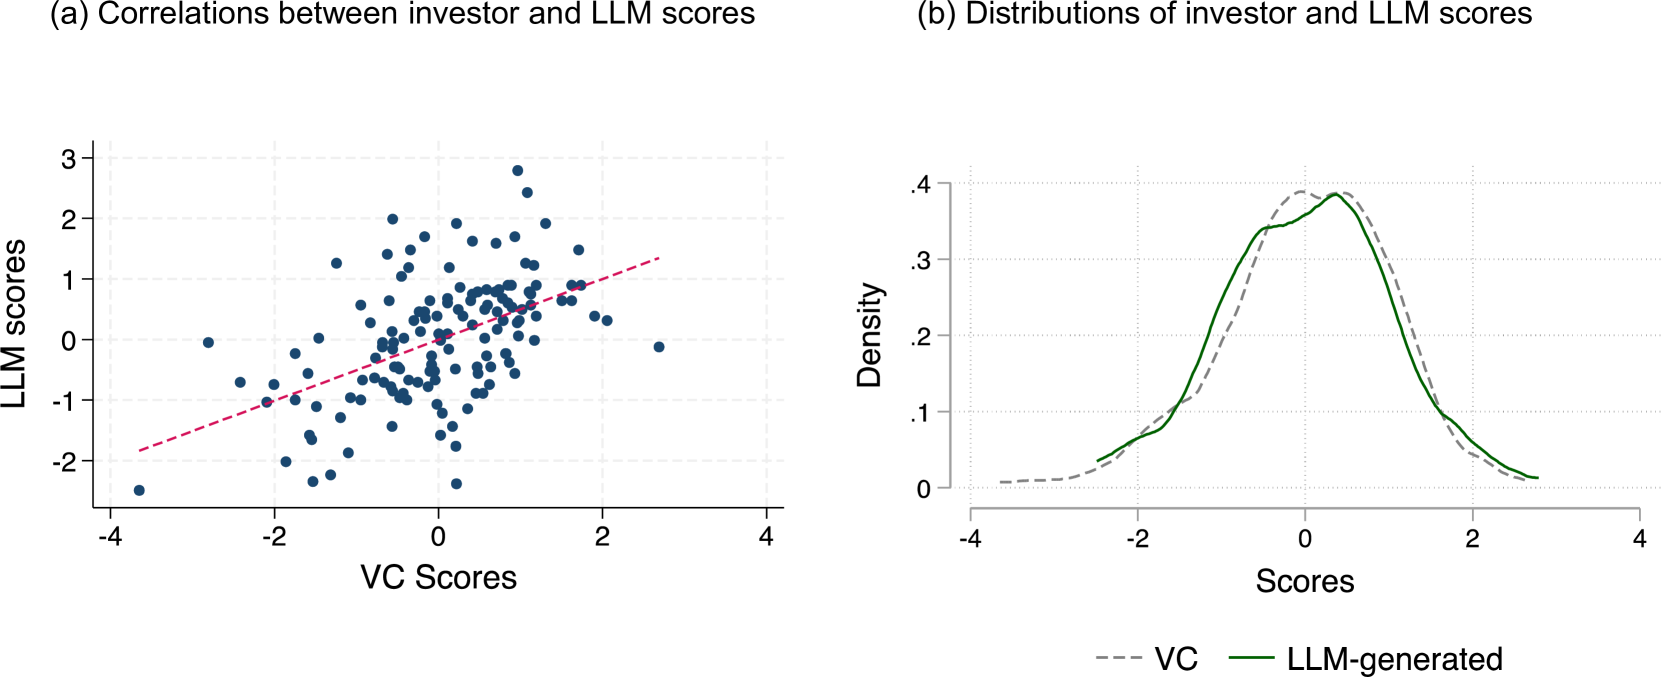 (a) Correlations between investor and LLM scores
3
2
1
0
-1
-2
LLM scores
-4 -2 0 2 4
VC Scores
(b) Distributions of investor and LLM scores
.4
.3
.2
.1
0
Density
-4 -2 0 2 4
Scores
VC LLM-generated